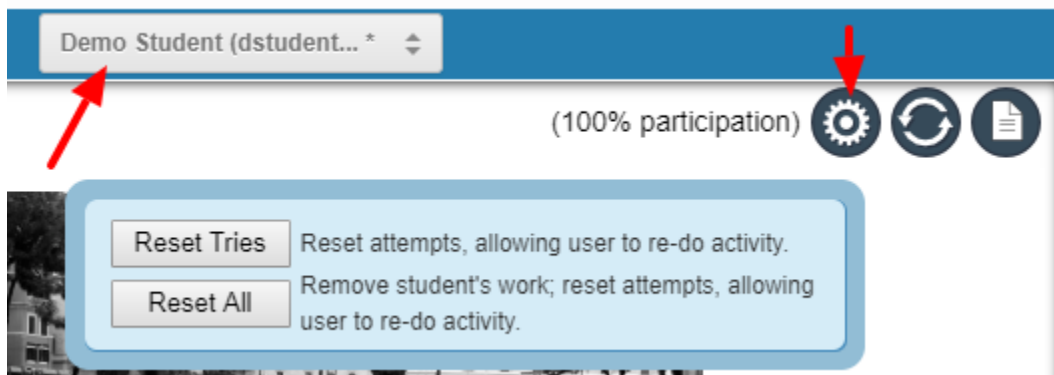 Demo Student (dstudent... *
(100% participation)
Reset Tries Reset attempts, allowing user to re-do activity.
Reset All Remove student's work; reset attempts, allowing
user to re-do activity.